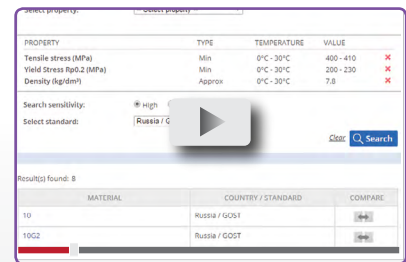 Select property:
PROPERTY TYPE TEMPERATURE VALUE
Tensile stress (MPa) Min 0°C - 30°C 400 - 410
Yield Stress Rp0.2 (MPa) Min 0°C - 30°C 200 - 230
Density (kg/dm³) Approx 0°C - 30°C 7.8
Search sensitivity: High
Select standard: Russia / G
Clear Search
Result(s) found: 8
MATERIAL COUNTRY / STANDARD COMPARE
10 Russia / GOST
10G2 Russia / GOST